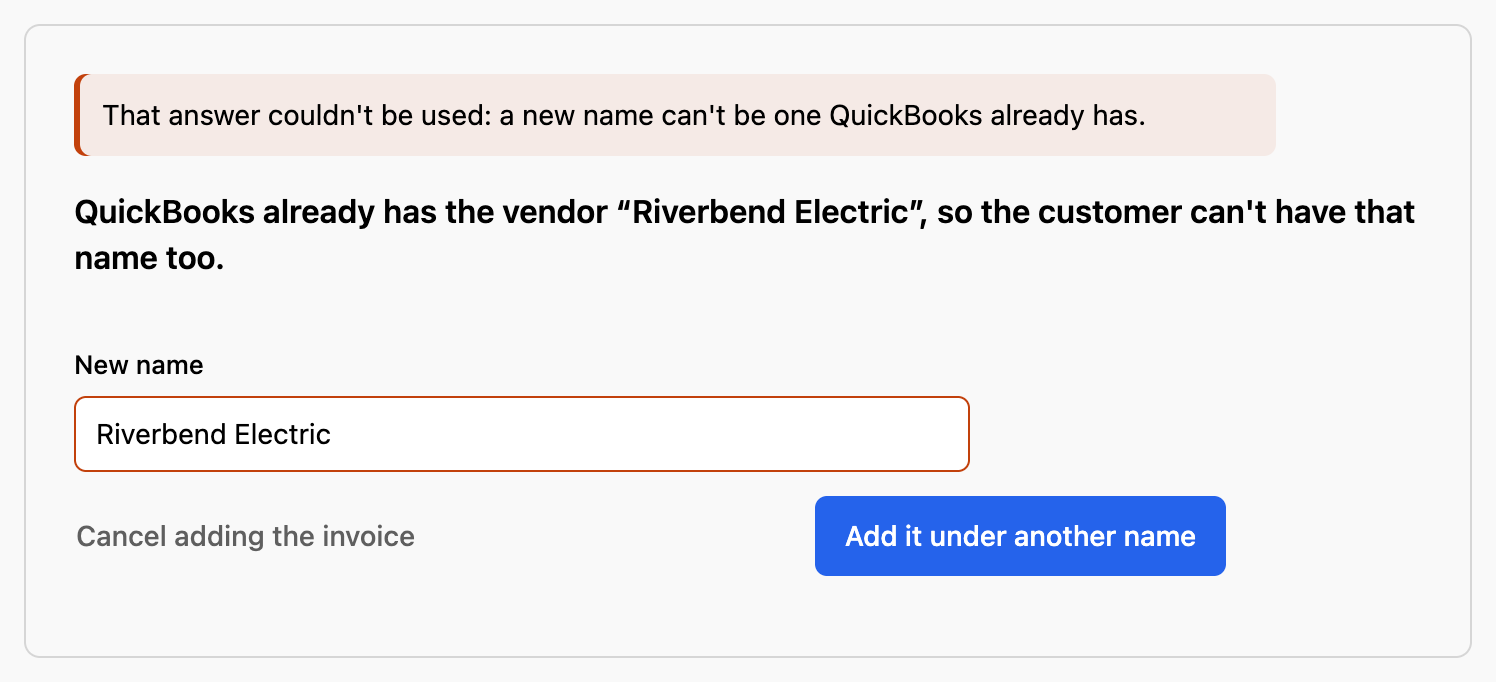 That answer couldn't be used: a new name can't be one QuickBooks already has.
QuickBooks already has the vendor “Riverbend Electric”, so the customer can't have that
name too.
New name
Riverbend Electric
Cancel adding the invoice
Add it under another name